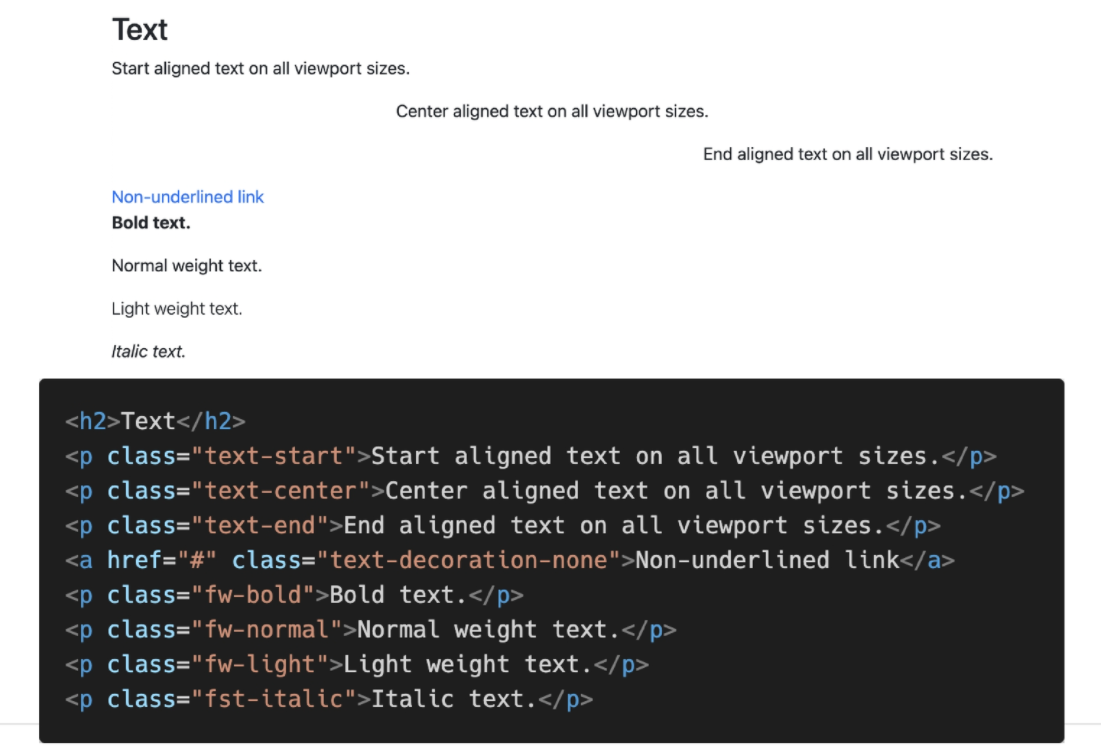 Text
Start aligned text on all viewport sizes.
Center aligned text on all viewport sizes.
End aligned text on all viewport sizes.
Non-underlined link
Bold text.
Normal weight text.
Light weight text.
Italic text.
<h2>Text</h2>
<p class="text-start">Start aligned text on all viewport sizes.</p>
<p class="text-center">Center aligned text on all viewport sizes.</p>
<p class="text-end">End aligned text on all viewport sizes.</p>
<a href="#" class="text-decoration-none">Non-underlined link</a>
<p class="fw-bold">Bold text.</p>
<p class="fw-normal">Normal weight text.</p>
<p class="fw-light">Light weight text.</p>
<p class="fst-italic">Italic text.</p>